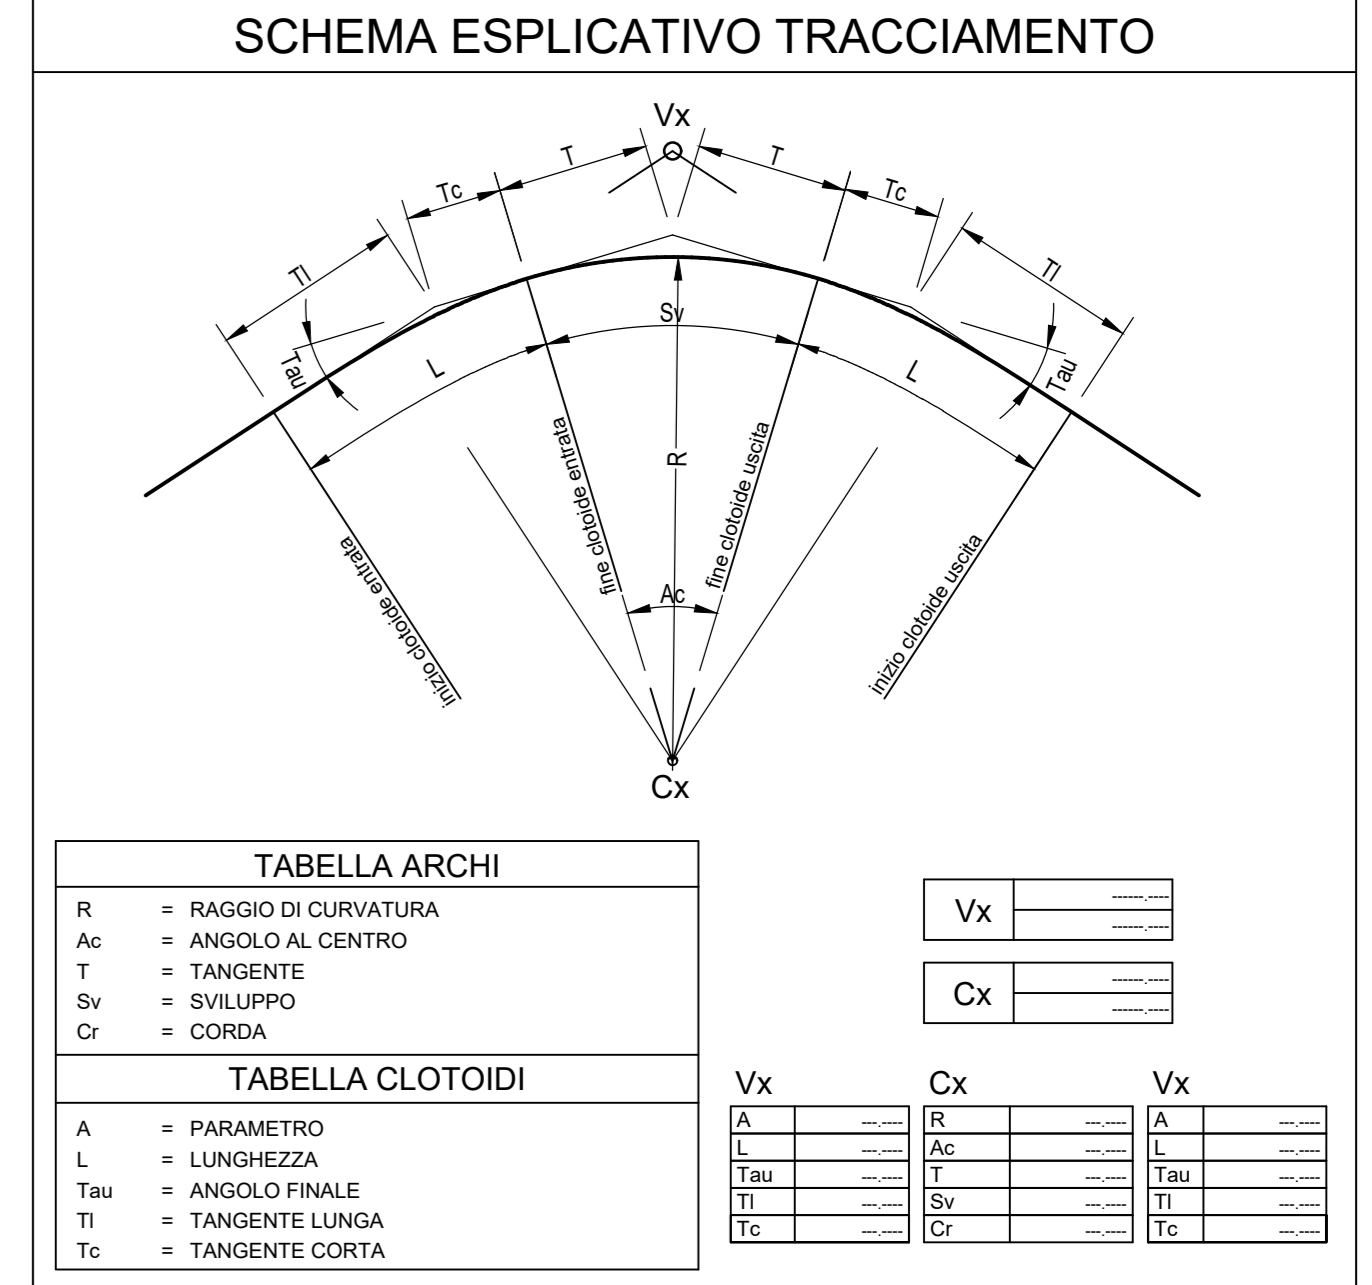 SCHEMA ESPLICATIVO TRACCIAMENTO
Vx
T
T
Tc
Tc
Tl
Tl
Sv
Tau
L
L
Tau
fine clotoide entrata
R
fine clotoide uscita
inizio clotoide entrata
Ac
inizio clotoide uscita
Cx
TABELLA ARCHI
R = RAGGIO DI CURVATURA
Ac = ANGOLO AL CENTRO
T = TANGENTE
Sv = SVILUPPO
Cr = CORDA
TABELLA CLOTOIDI
A = PARAMETRO
L = LUNGHEZZA
Tau = ANGOLO FINALE
Tl = TANGENTE LUNGA
Tc = TANGENTE CORTA
Vx ------.----
------.----
Cx ------.----
------.----
Vx Cx Vx
A ---.---- R ---.---- A ---.----
L ---.---- Ac ---.---- L ---.----
Tau ---.---- T ---.---- Tau ---.----
Tl ---.---- Sv ---.---- Tl ---.----
Tc ---.---- Cr ---.---- Tc ---.----